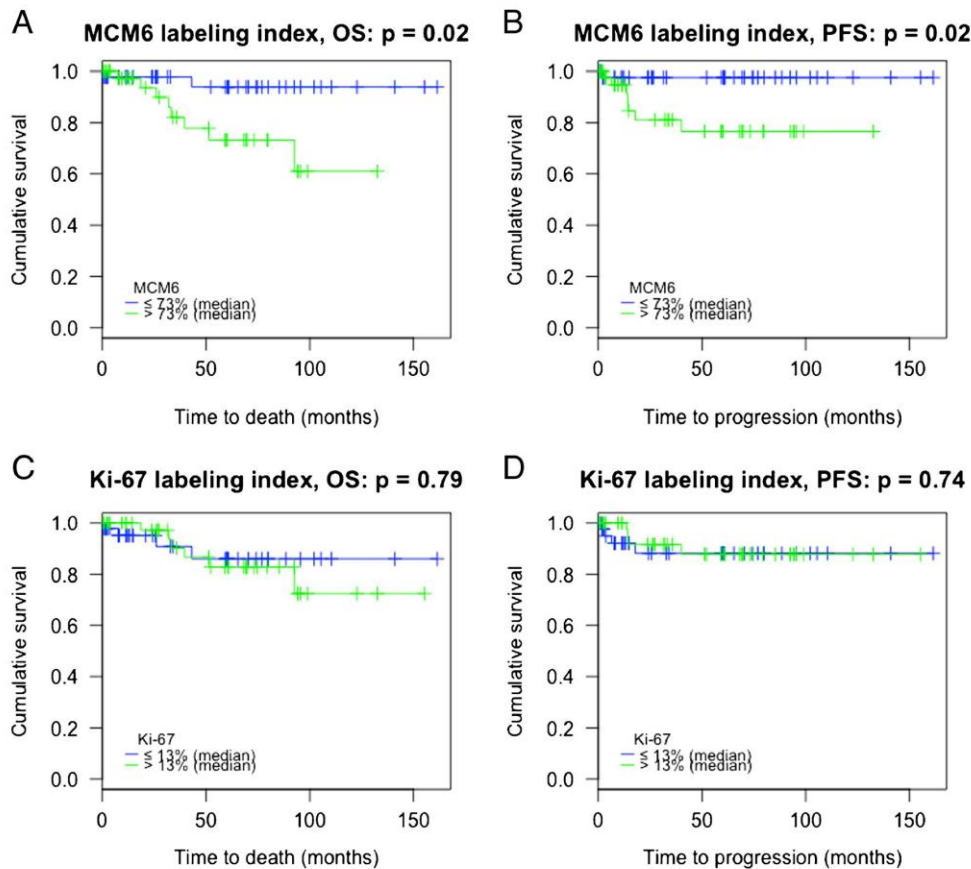 A
MCM6 labeling index, OS: p = 0.02
Cumulative survival
1.0
0.8
0.6
0.4
0.2
0.0
MCM6
≤ 73% (median)
> 73% (median)
0 50 100 150
Time to death (months)
B
MCM6 labeling index, PFS: p = 0.02
Cumulative survival
1.0
0.8
0.6
0.4
0.2
0.0
MCM6
≤ 73% (median)
> 73% (median)
0 50 100 150
Time to progression (months)
C
Ki-67 labeling index, OS: p = 0.79
Cumulative survival
1.0
0.8
0.6
0.4
0.2
0.0
Ki-67
≤ 13% (median)
> 13% (median)
0 50 100 150
Time to death (months)
D
Ki-67 labeling index, PFS: p = 0.74
Cumulative survival
1.0
0.8
0.6
0.4
0.2
0.0
Ki-67
≤ 13% (median)
> 13% (median)
0 50 100 150
Time to progression (months)